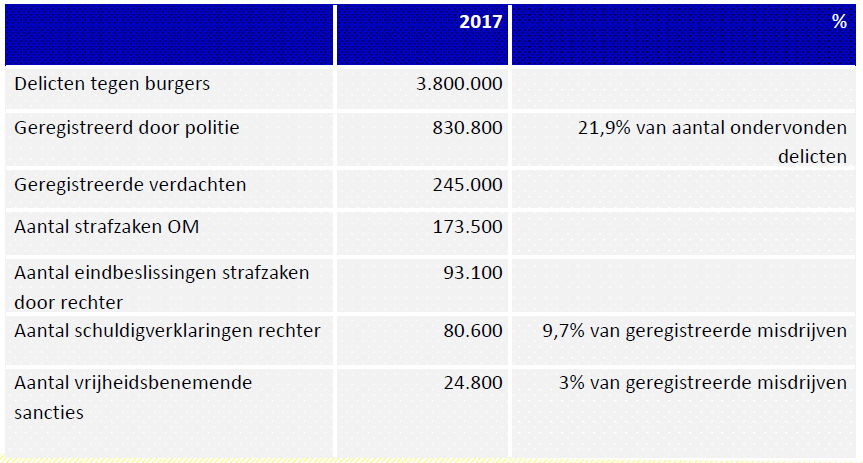 2017 %
Delicten tegen burgers 3.800.000
Geregistreerd door politie 830.800 21,9% van aantal ondervonden
delicten
Geregistreerde verdachten 245.000
Aantal strafzaken OM 173.500
Aantal eindbeslissingen strafzaken 93.100
door rechter
Aantal schuldigverklaringen rechter 80.600 9,7% van geregistreerde misdrijven
Aantal vrijheidsbenemende 24.800 3% van geregistreerde misdrijven
sancties